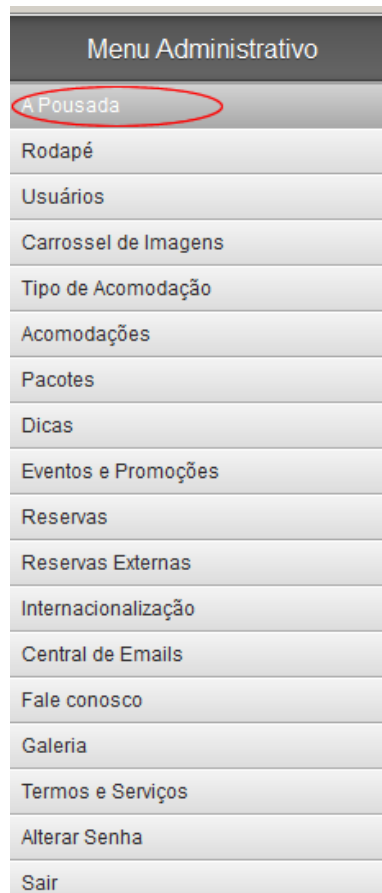 Menu Administrativo
A Pousada
Rodapé
Usuários
Carrossel de Imagens
Tipo de Acomodação
Acomodações
Pacotes
Dicas
Eventos e Promoções
Reservas
Reservas Externas
Internacionalização
Central de Emails
Fale conosco
Galeria
Termos e Serviços
Alterar Senha
Sair